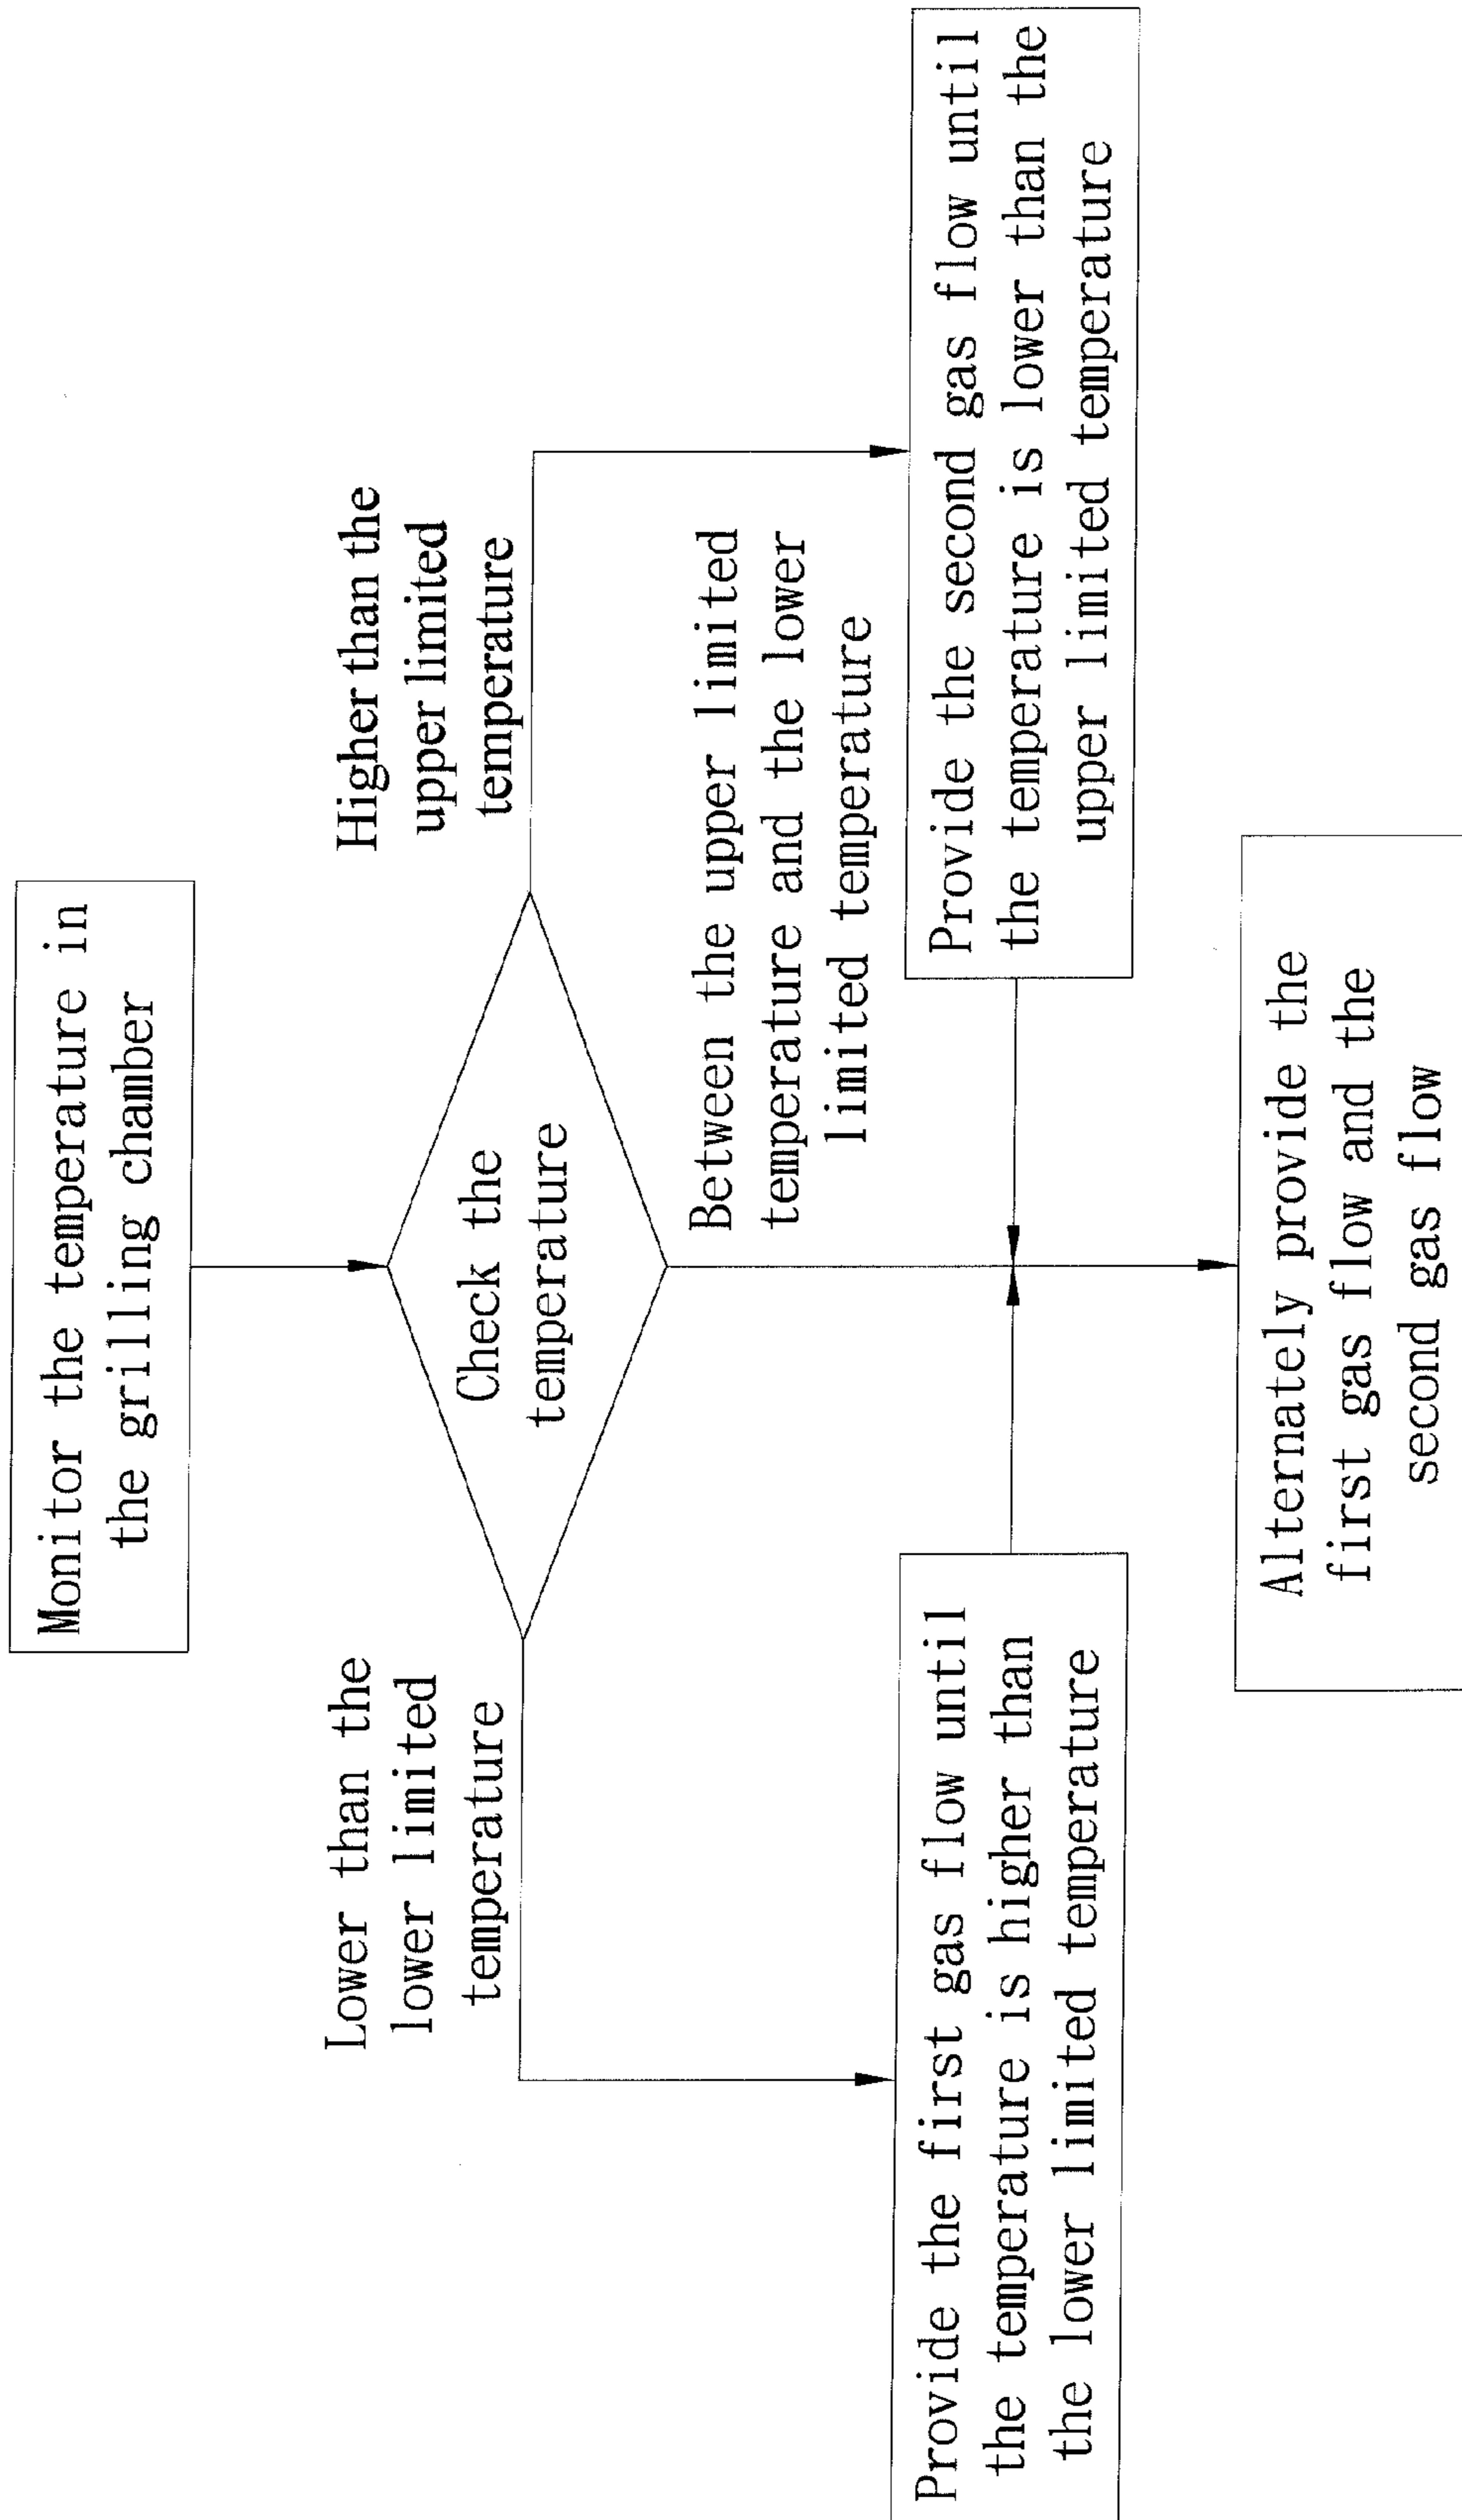 Monitor the temperature in
the grilling chamber
Check the
temperature
Lower than the
lower limited
temperature
Higher than the
upper limited
temperature
Between the upper limited
temperature and the lower
limited temperature
Provide the first gas flow until
the temperature is higher than
the lower limited temperature
Provide the second gas flow until
the temperature is lower than the
upper limited temperature
Alternately provide the
first gas flow and the
second gas flow